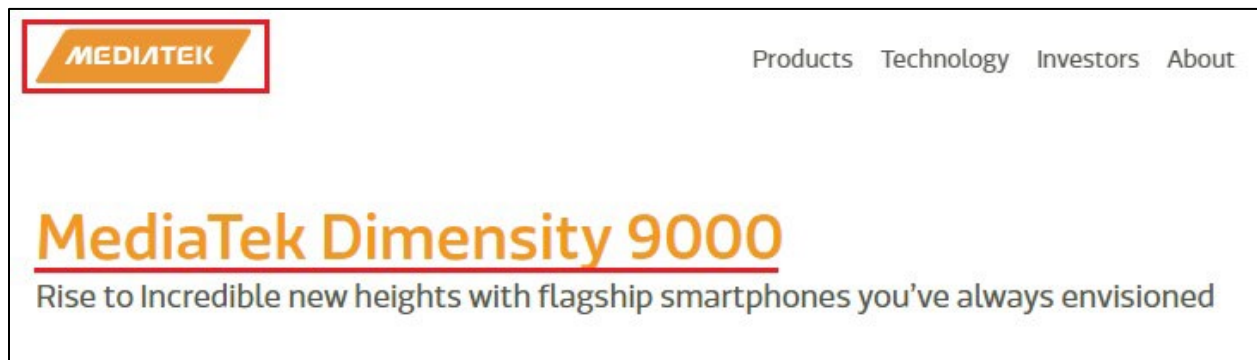 MEDIATEK
Products Technology Investors About
MediaTek Dimensity 9000
Rise to Incredible new heights with flagship smartphones you've always envisioned